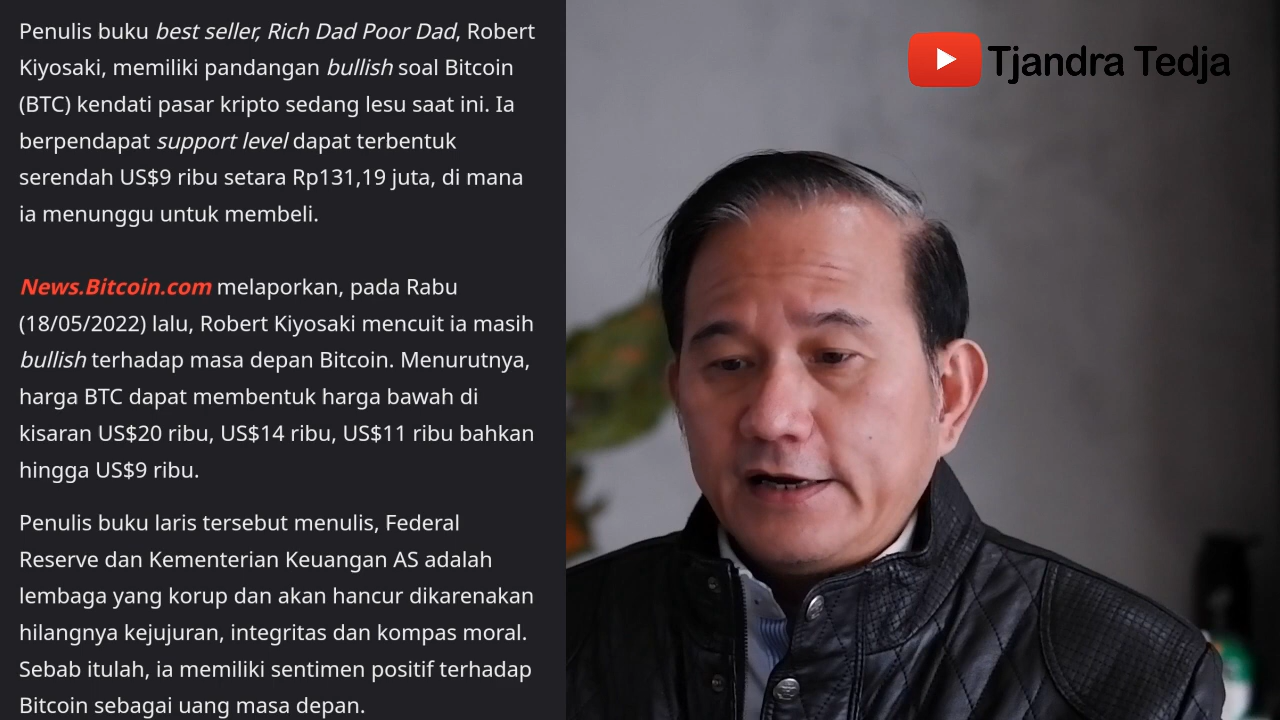 Penulis buku best seller, Rich Dad Poor Dad, Robert
Kiyosaki, memiliki pandangan bullish soal Bitcoin
(BTC) kendati pasar kripto sedang lesu saat ini. Ia
berpendapat support level dapat terbentuk
serendah US$9 ribu setara Rp131,19 juta, di mana
ia menunggu untuk membeli.
News.Bitcoin.com melaporkan, pada Rabu
(18/05/2022) lalu, Robert Kiyosaki mencuit ia masih
bullish terhadap masa depan Bitcoin. Menurutnya,
harga BTC dapat membentuk harga bawah di
kisaran US$20 ribu, US$14 ribu, US$11 ribu bahkan
hingga US$9 ribu.
Penulis buku laris tersebut menulis, Federal
Reserve dan Kementerian Keuangan AS adalah
lembaga yang korup dan akan hancur dikarenakan
hilangnya kejujuran, integritas dan kompas moral.
Sebab itulah, ia memiliki sentimen positif terhadap
Bitcoin sebagai uang masa depan.
Tjandra Tedja